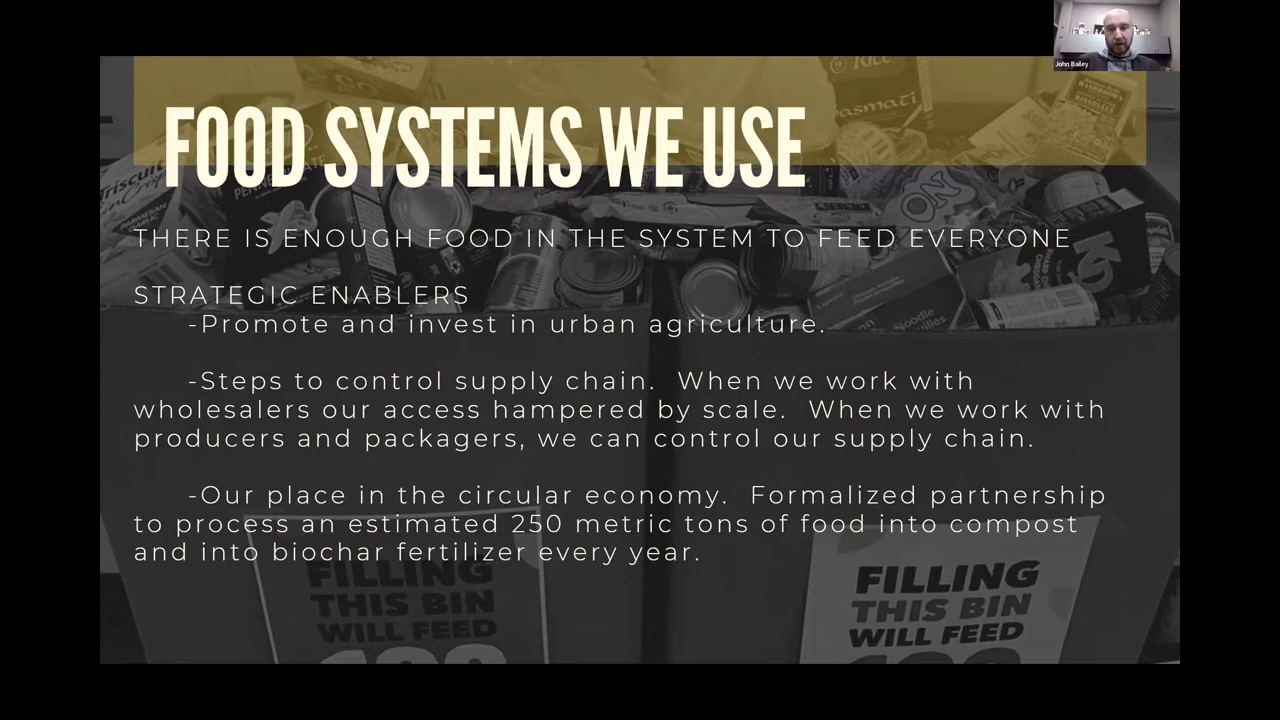 John Bailey
Rice
Basmati
FOOD SYSTEMS WE USE
Triscuit
PENNE
THERE IS ENOUGH FOOD IN THE SYSTEM TO FEED EVERYONE
STRATEGIC ENABLERS
-Promote and invest in urban agriculture.
-Steps to control supply chain. When we work with
wholesalers our access hampered by scale. When we work with
producers and packagers, we can control our supply chain.
-Our place in the circular economy. Formalized partnership
to process an estimated 250 metric tons of food into compost
and into biochar fertilizer every year.
FILLING
THIS BIN
WILL FEED
FILLING
THIS BIN
WILL FEED